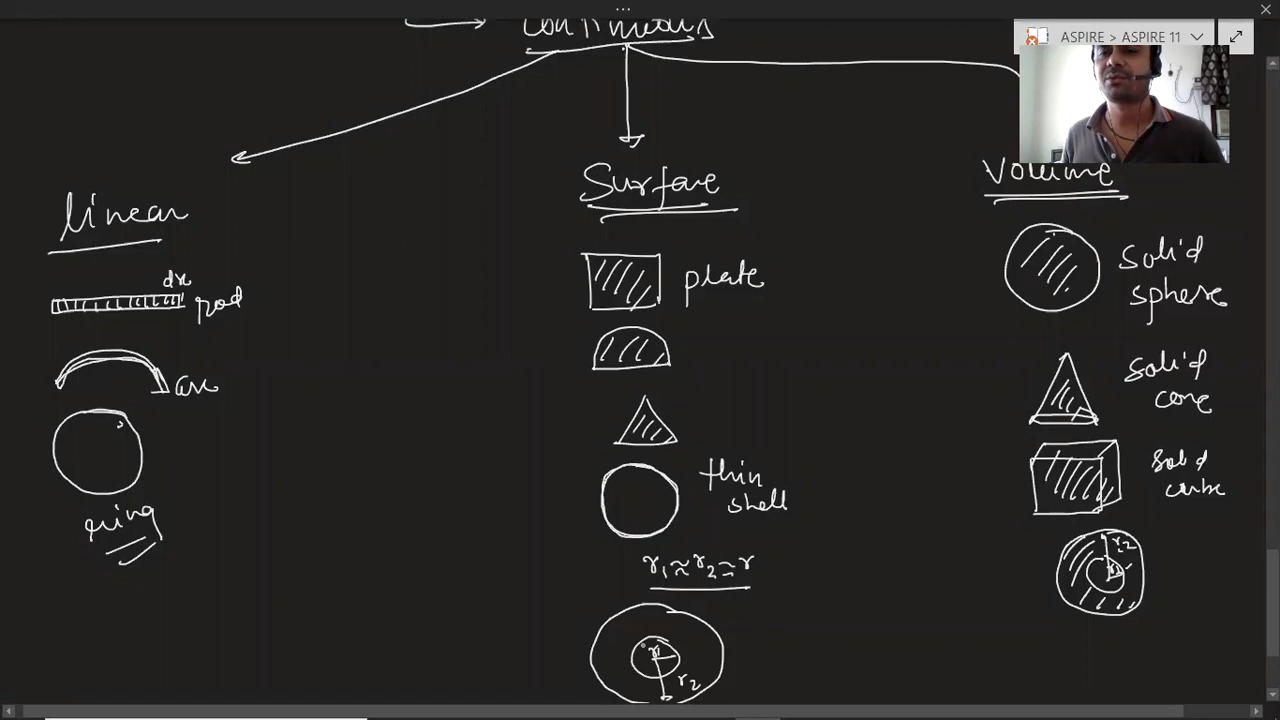 Continuous
ASPIRE > ASPIRE 11
linear
dx
rod
arc
ring
Surface
plate
thin
shell
r₁ ≈ r₂ ≈ r
r₁
r₂
Volume
solid
sphere
solid
cone
solid
cube
r₂
r₁